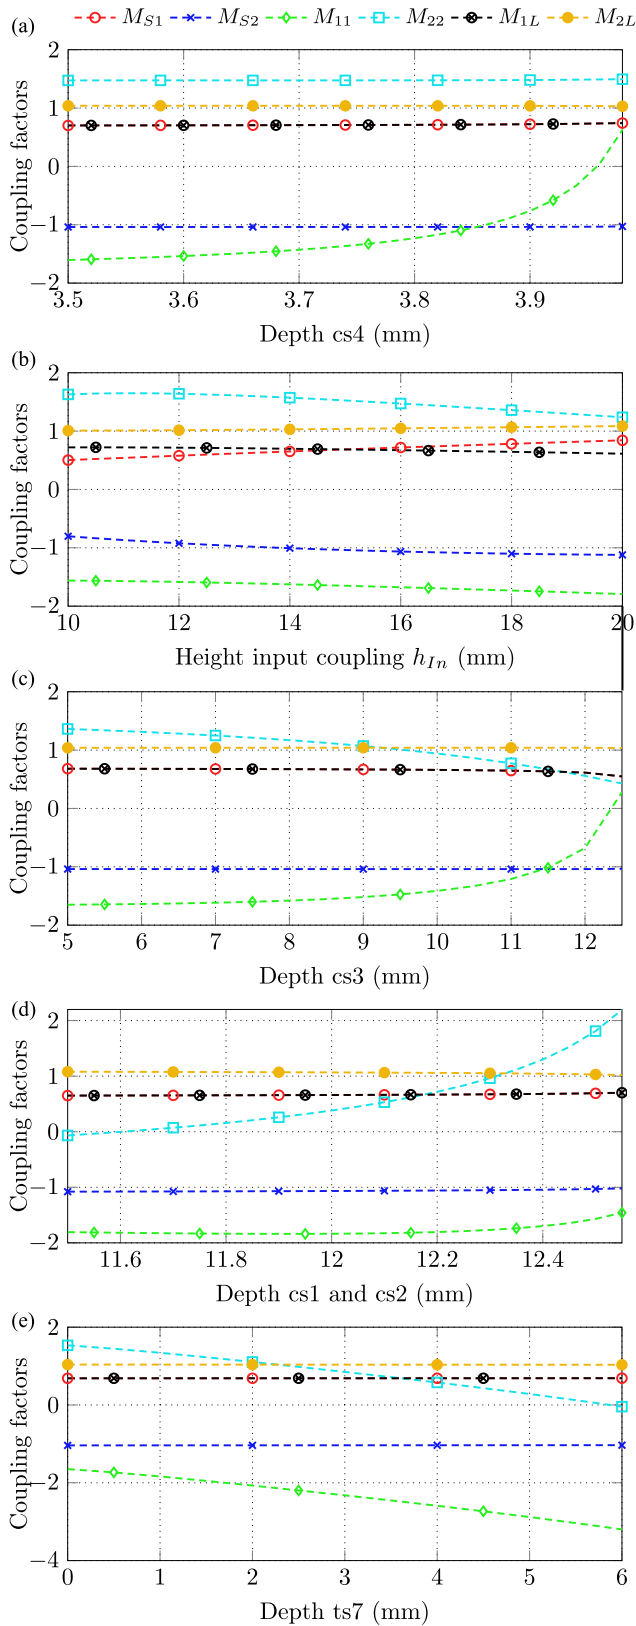 (a) M_{S1} M_{S2} M_{11} M_{22} M_{1L} M_{2L}
2
1
0
−1
−2
Coupling factors
3.5 3.6 3.7 3.8 3.9
Depth cs4 (mm)
(b)
2
1
0
−1
−2
Coupling factors
10 12 14 16 18 20
Height input coupling h_{In} (mm)
(c)
2
1
0
−1
−2
Coupling factors
5 6 7 8 9 10 11 12
Depth cs3 (mm)
(d)
2
1
0
−1
−2
Coupling factors
11.6 11.8 12 12.2 12.4
Depth cs1 and cs2 (mm)
(e)
2
0
−2
−4
Coupling factors
0 1 2 3 4 5 6
Depth ts7 (mm)